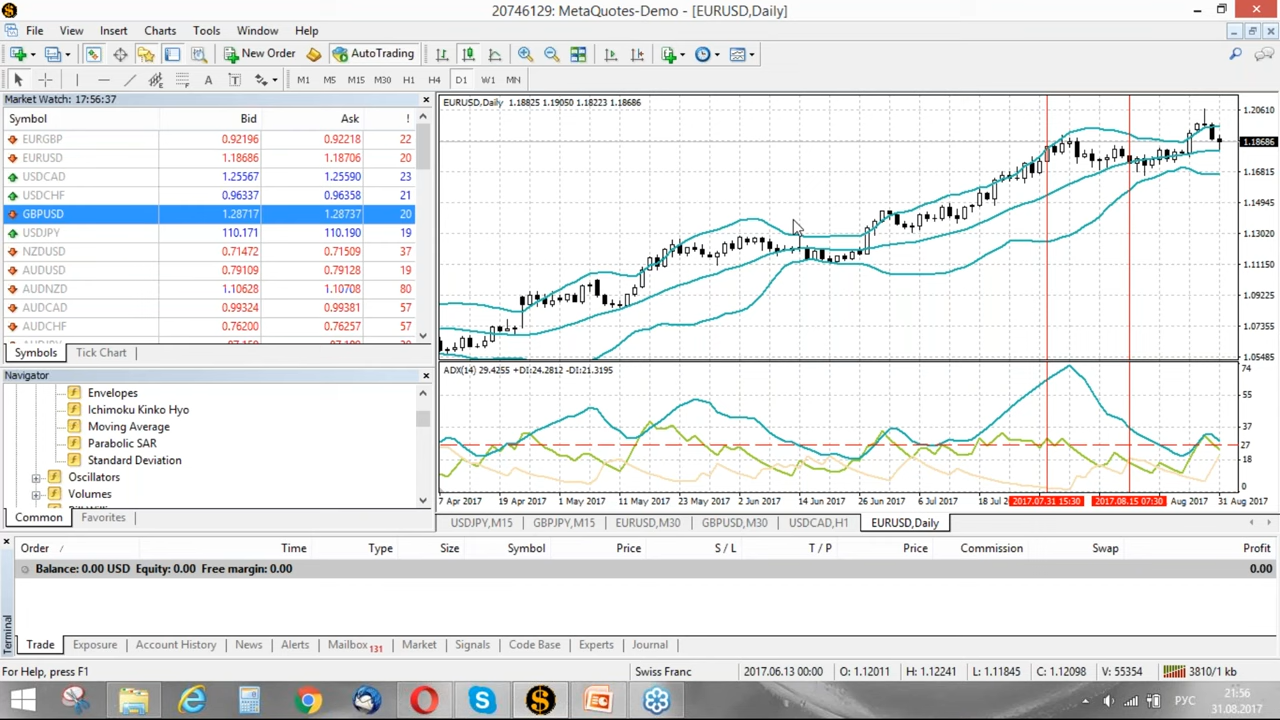 20746129: MetaQuotes-Demo - [EURUSD,Daily]
File View Insert Charts Tools Window Help
New Order AutoTrading
A T M1 M5 M15 M30 H1 H4 D1 W1 MN
Market Watch: 17:56:37
Symbol Bid Ask !
EURGBP 0.92196 0.92218 22
EURUSD 1.18686 1.18706 20
USDCAD 1.25567 1.25590 23
USDCHF 0.96337 0.96358 21
GBPUSD 1.28717 1.28737 20
USDJPY 110.171 110.190 19
NZDUSD 0.71472 0.71509 37
AUDUSD 0.79109 0.79128 19
AUDNZD 1.10628 1.10708 80
AUDCAD 0.99324 0.99381 57
AUDCHF 0.76200 0.76257 57
Symbols Tick Chart
Navigator
Envelopes
Ichimoku Kinko Hyo
Moving Average
Parabolic SAR
Standard Deviation
Oscillators
Volumes
Common Favorites
EURUSD,Daily 1.18825 1.19050 1.18223 1.18686
1.20610
1.18686
1.16815
1.14945
1.13020
1.11150
1.09225
1.07355
1.05485
ADX(14) 29.4255 +DI:24.2812 -DI:21.3195
74
55
37
27
18
0
7 Apr 2017 19 Apr 2017 1 May 2017 11 May 2017 23 May 2017 2 Jun 2017 14 Jun 2017 26 Jun 2017 6 Jul 2017 18 Jul 2 2017.07.31 15:30 2017.08.15 07:30 Aug 2017 31 Aug 2017
USDJPY,M15 GBPJPY,M15 EURUSD,M30 GBPUSD,M30 USDCAD,H1 EURUSD,Daily
Order / Time Type Size Symbol Price S / L T / P Price Commission Swap Profit
Balance: 0.00 USD Equity: 0.00 Free margin: 0.00 0.00
Terminal
Trade Exposure Account History News Alerts Mailbox 131 Market Signals Code Base Experts Journal
For Help, press F1 Swiss Franc 2017.06.13 00:00 O: 1.12011 H: 1.12241 L: 1.11845 C: 1.12098 V: 55354 3810/1 kb
РУС 21:56
31.08.2017